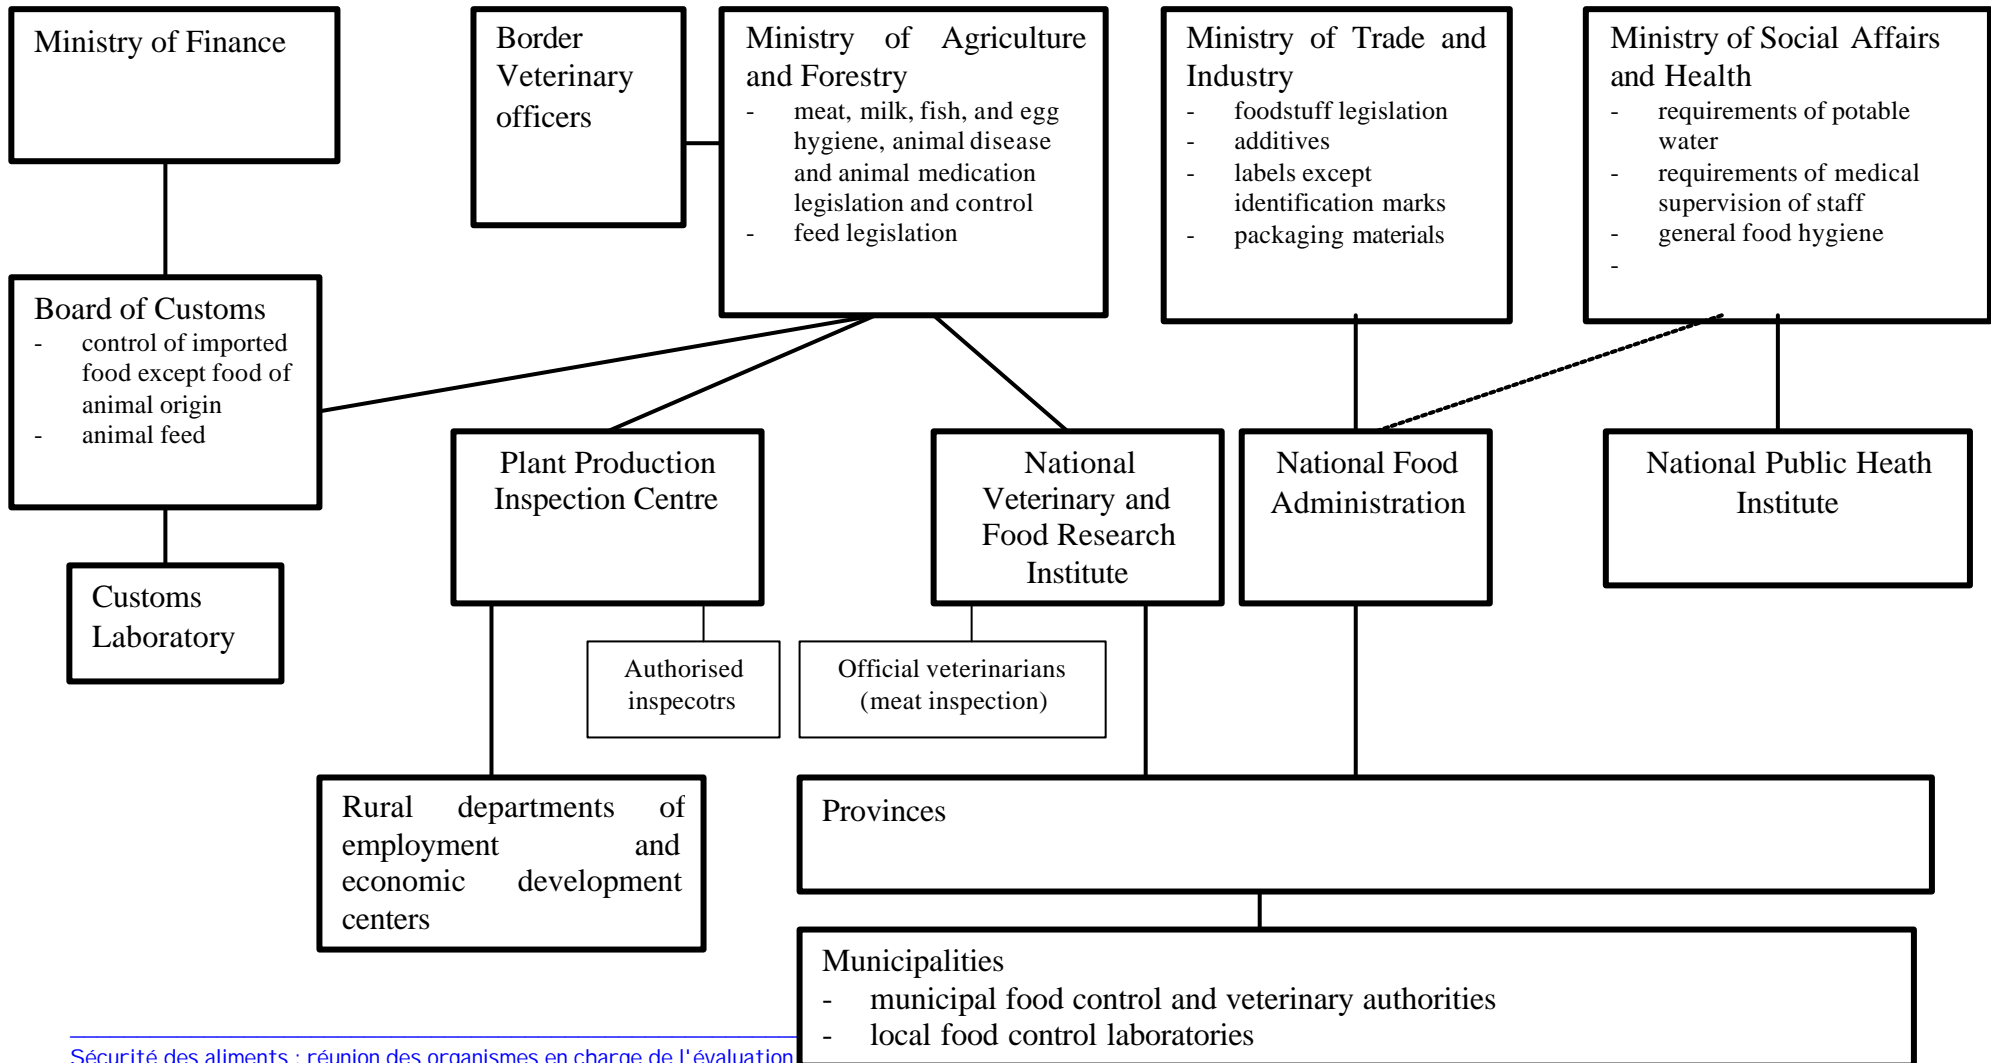 Ministry of Finance
Border
Veterinary
officers
Ministry of Agriculture
and Forestry
- meat, milk, fish, and egg
hygiene, animal disease
and animal medication
legislation and control
- feed legislation
Ministry of Trade and
Industry
- foodstuff legislation
- additives
- labels except
identification marks
- packaging materials
Ministry of Social Affairs
and Health
- requirements of potable
water
- requirements of medical
supervision of staff
- general food hygiene
-
Board of Customs
- control of imported
food except food of
animal origin
- animal feed
Plant Production
Inspection Centre
National
Veterinary and
Food Research
Institute
National Food
Administration
National Public Heath
Institute
Customs
Laboratory
Authorised
inspecotrs
Official veterinarians
(meat inspection)
Rural departments of
employment and
economic development
centers
Provinces
Municipalities
- municipal food control and veterinary authorities
- local food control laboratories
Sécurité des aliments : réunion des organismes en charge de l'évaluation